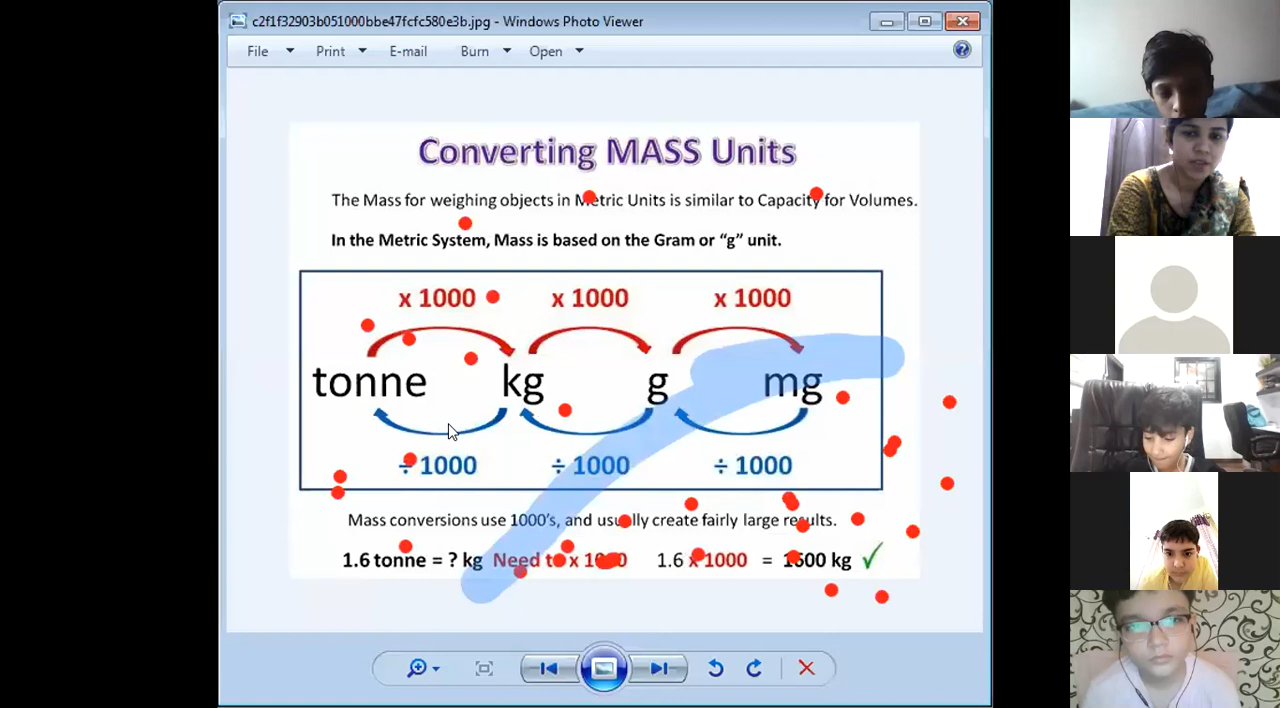 c2f1f32903b051000bbe47fcfc580e3b.jpg - Windows Photo Viewer
File Print E-mail Burn Open
Converting MASS Units
The Mass for weighing objects in Metric Units is similar to Capacity for Volumes.
In the Metric System, Mass is based on the Gram or “g” unit.
x 1000 x 1000 x 1000
tonne kg g mg
÷ 1000 ÷ 1000 ÷ 1000
Mass conversions use 1000’s, and usually create fairly large results.
1.6 tonne = ? kg Need to x 1000 1.6 x 1000 = 1600 kg ✓